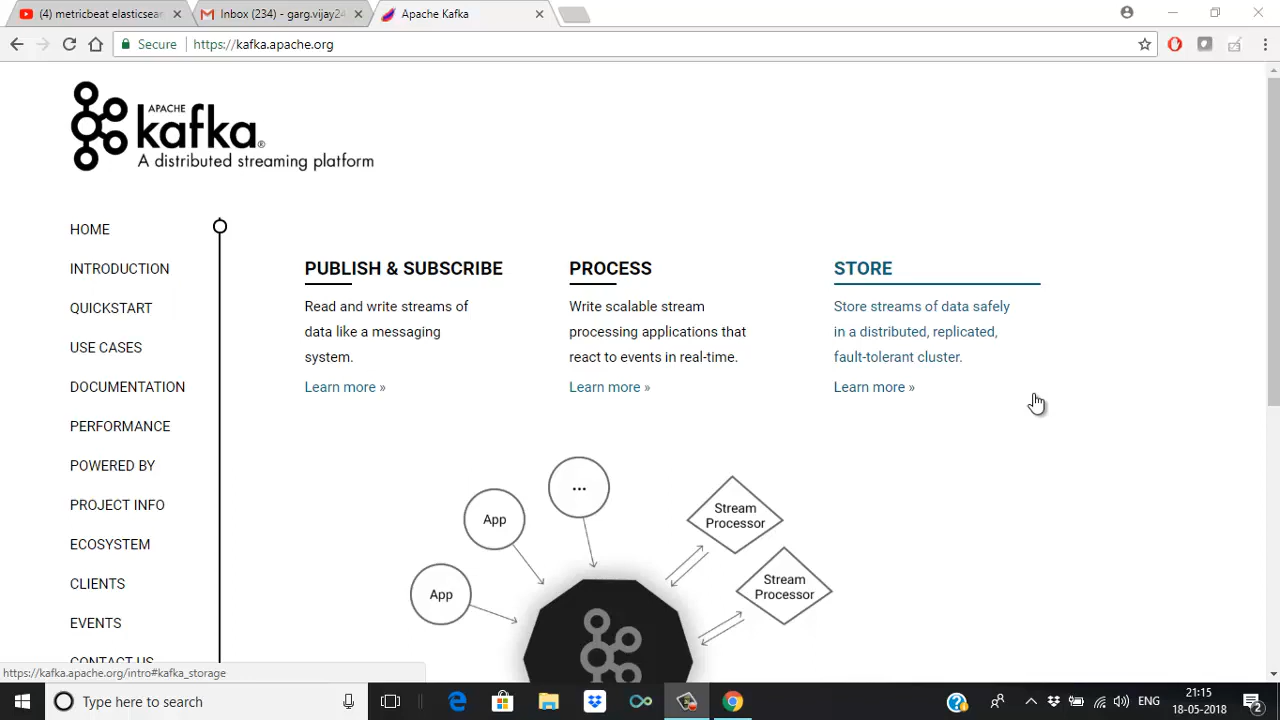 (4) metricbeat elasticsear
Inbox (234) - garg.vijay24
Apache Kafka
Secure
https://kafka.apache.org
APACHE
kafka®
A distributed streaming platform
HOME
INTRODUCTION
QUICKSTART
USE CASES
DOCUMENTATION
PERFORMANCE
POWERED BY
PROJECT INFO
ECOSYSTEM
CLIENTS
EVENTS
CONTACT US
PUBLISH & SUBSCRIBE
Read and write streams of
data like a messaging
system.
Learn more »
PROCESS
Write scalable stream
processing applications that
react to events in real-time.
Learn more »
STORE
Store streams of data safely
in a distributed, replicated,
fault-tolerant cluster.
Learn more »
...
App
App
Stream
Processor
Stream
Processor
https://kafka.apache.org/intro#kafka_storage
Type here to search
ENG
21:15
18-05-2018
2